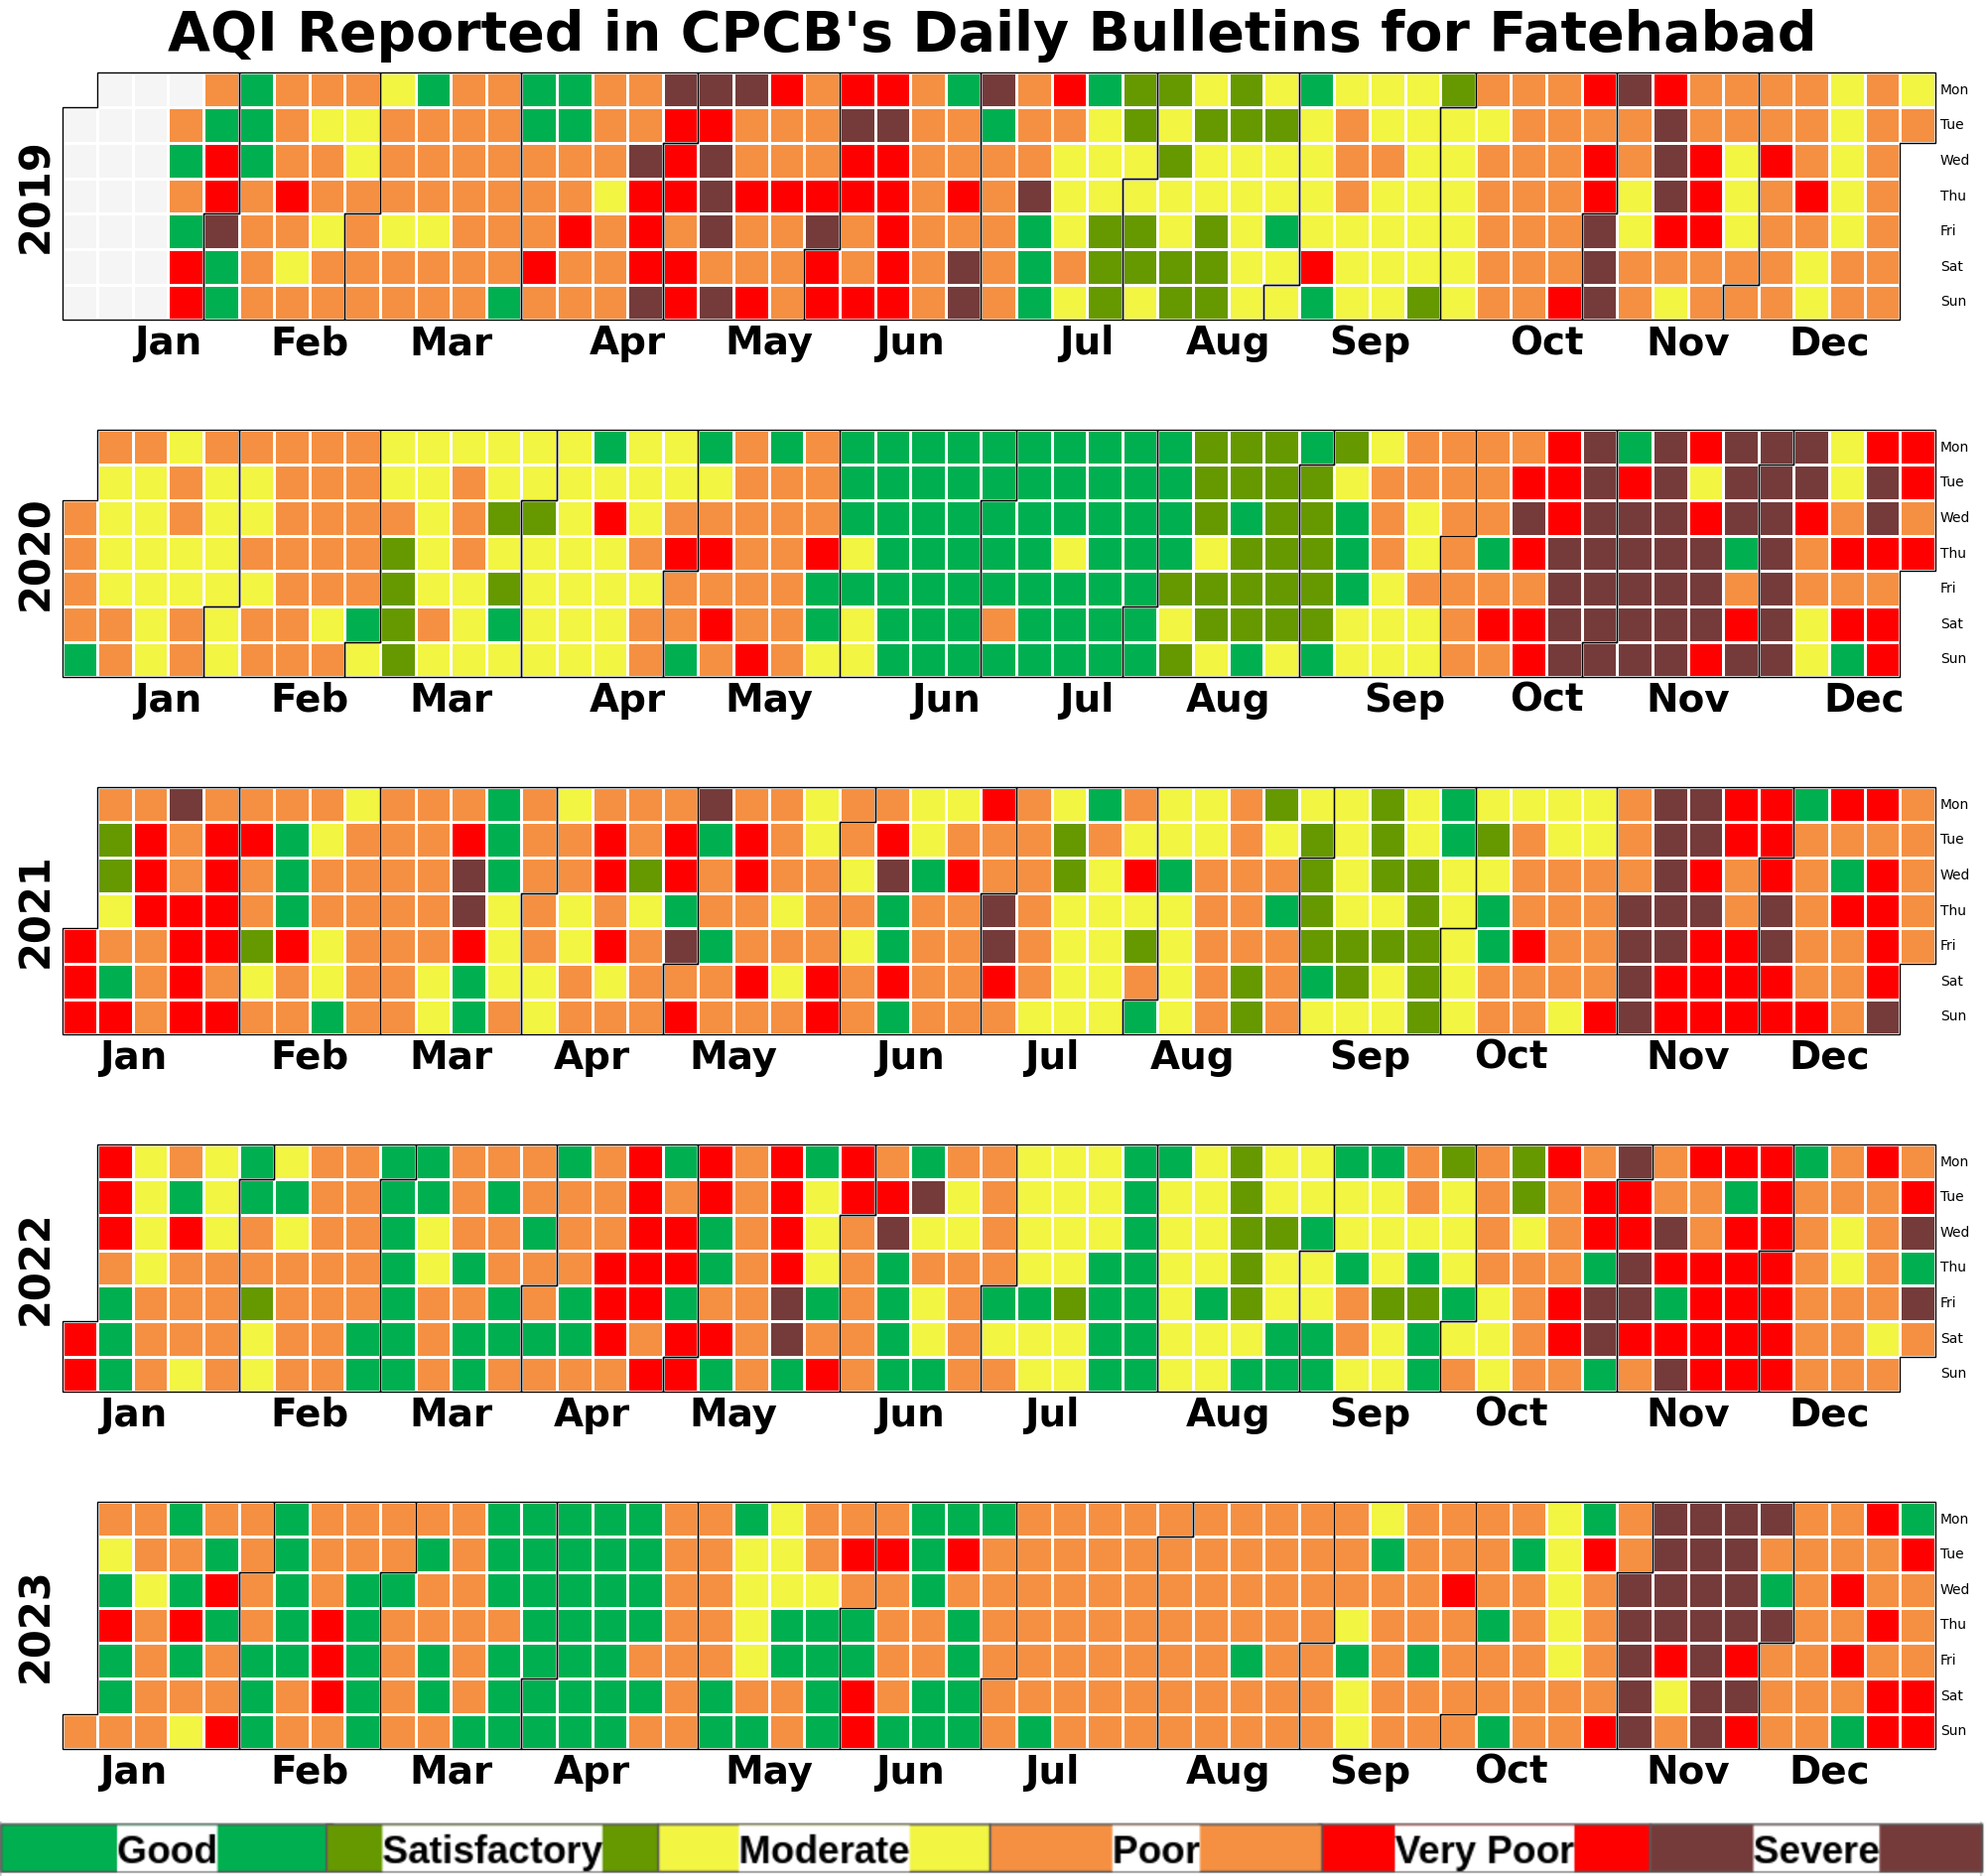 AQI Reported in CPCB's Daily Bulletins for Fatehabad
2019
Mon
Tue
Wed
Thu
Fri
Sat
Sun
Jan Feb Mar Apr May Jun Jul Aug Sep Oct Nov Dec
2020
Mon
Tue
Wed
Thu
Fri
Sat
Sun
Jan Feb Mar Apr May Jun Jul Aug Sep Oct Nov Dec
2021
Mon
Tue
Wed
Thu
Fri
Sat
Sun
Jan Feb Mar Apr May Jun Jul Aug Sep Oct Nov Dec
2022
Mon
Tue
Wed
Thu
Fri
Sat
Sun
Jan Feb Mar Apr May Jun Jul Aug Sep Oct Nov Dec
2023
Mon
Tue
Wed
Thu
Fri
Sat
Sun
Jan Feb Mar Apr May Jun Jul Aug Sep Oct Nov Dec
Good Satisfactory Moderate Poor Very Poor Severe